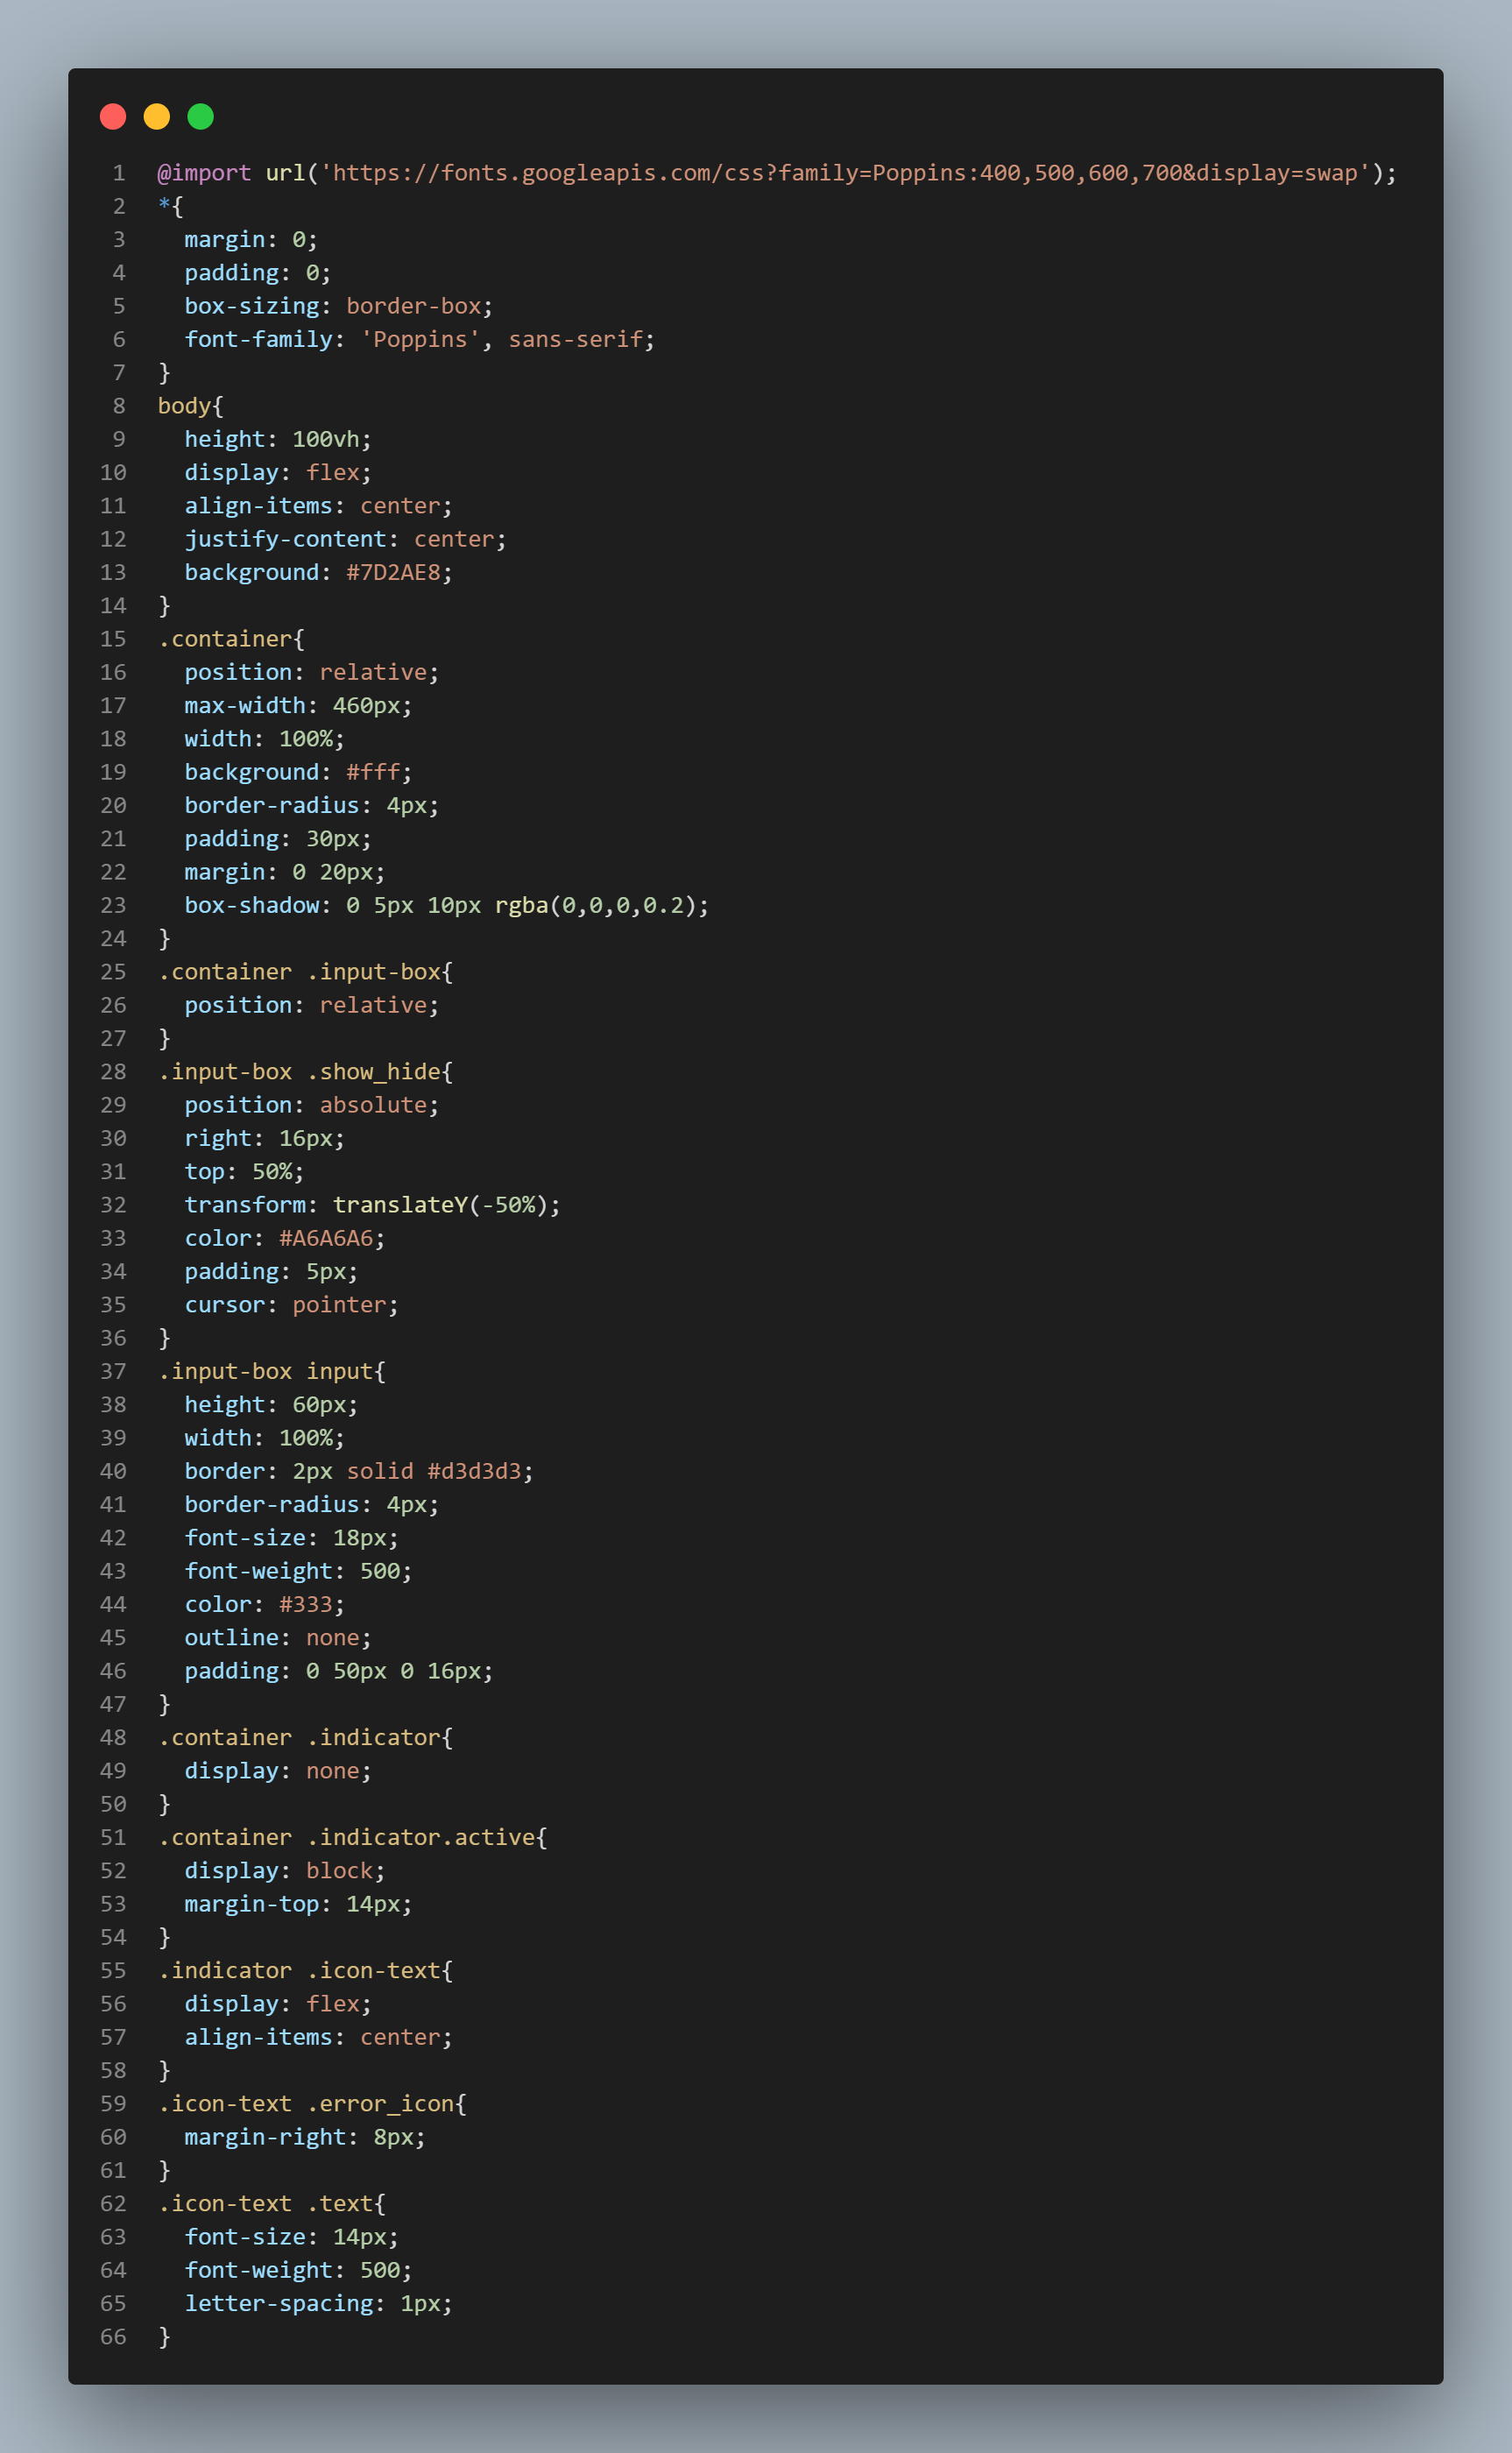 1 @import url('https://fonts.googleapis.com/css?family=Poppins:400,500,600,700&display=swap');
2 *{
3   margin: 0;
4   padding: 0;
5   box-sizing: border-box;
6   font-family: 'Poppins', sans-serif;
7 }
8 body{
9   height: 100vh;
10   display: flex;
11   align-items: center;
12   justify-content: center;
13   background: #7D2AE8;
14 }
15 .container{
16   position: relative;
17   max-width: 460px;
18   width: 100%;
19   background: #fff;
20   border-radius: 4px;
21   padding: 30px;
22   margin: 0 20px;
23   box-shadow: 0 5px 10px rgba(0,0,0,0.2);
24 }
25 .container .input-box{
26   position: relative;
27 }
28 .input-box .show_hide{
29   position: absolute;
30   right: 16px;
31   top: 50%;
32   transform: translateY(-50%);
33   color: #A6A6A6;
34   padding: 5px;
35   cursor: pointer;
36 }
37 .input-box input{
38   height: 60px;
39   width: 100%;
40   border: 2px solid #d3d3d3;
41   border-radius: 4px;
42   font-size: 18px;
43   font-weight: 500;
44   color: #333;
45   outline: none;
46   padding: 0 50px 0 16px;
47 }
48 .container .indicator{
49   display: none;
50 }
51 .container .indicator.active{
52   display: block;
53   margin-top: 14px;
54 }
55 .indicator .icon-text{
56   display: flex;
57   align-items: center;
58 }
59 .icon-text .error_icon{
60   margin-right: 8px;
61 }
62 .icon-text .text{
63   font-size: 14px;
64   font-weight: 500;
65   letter-spacing: 1px;
66 }